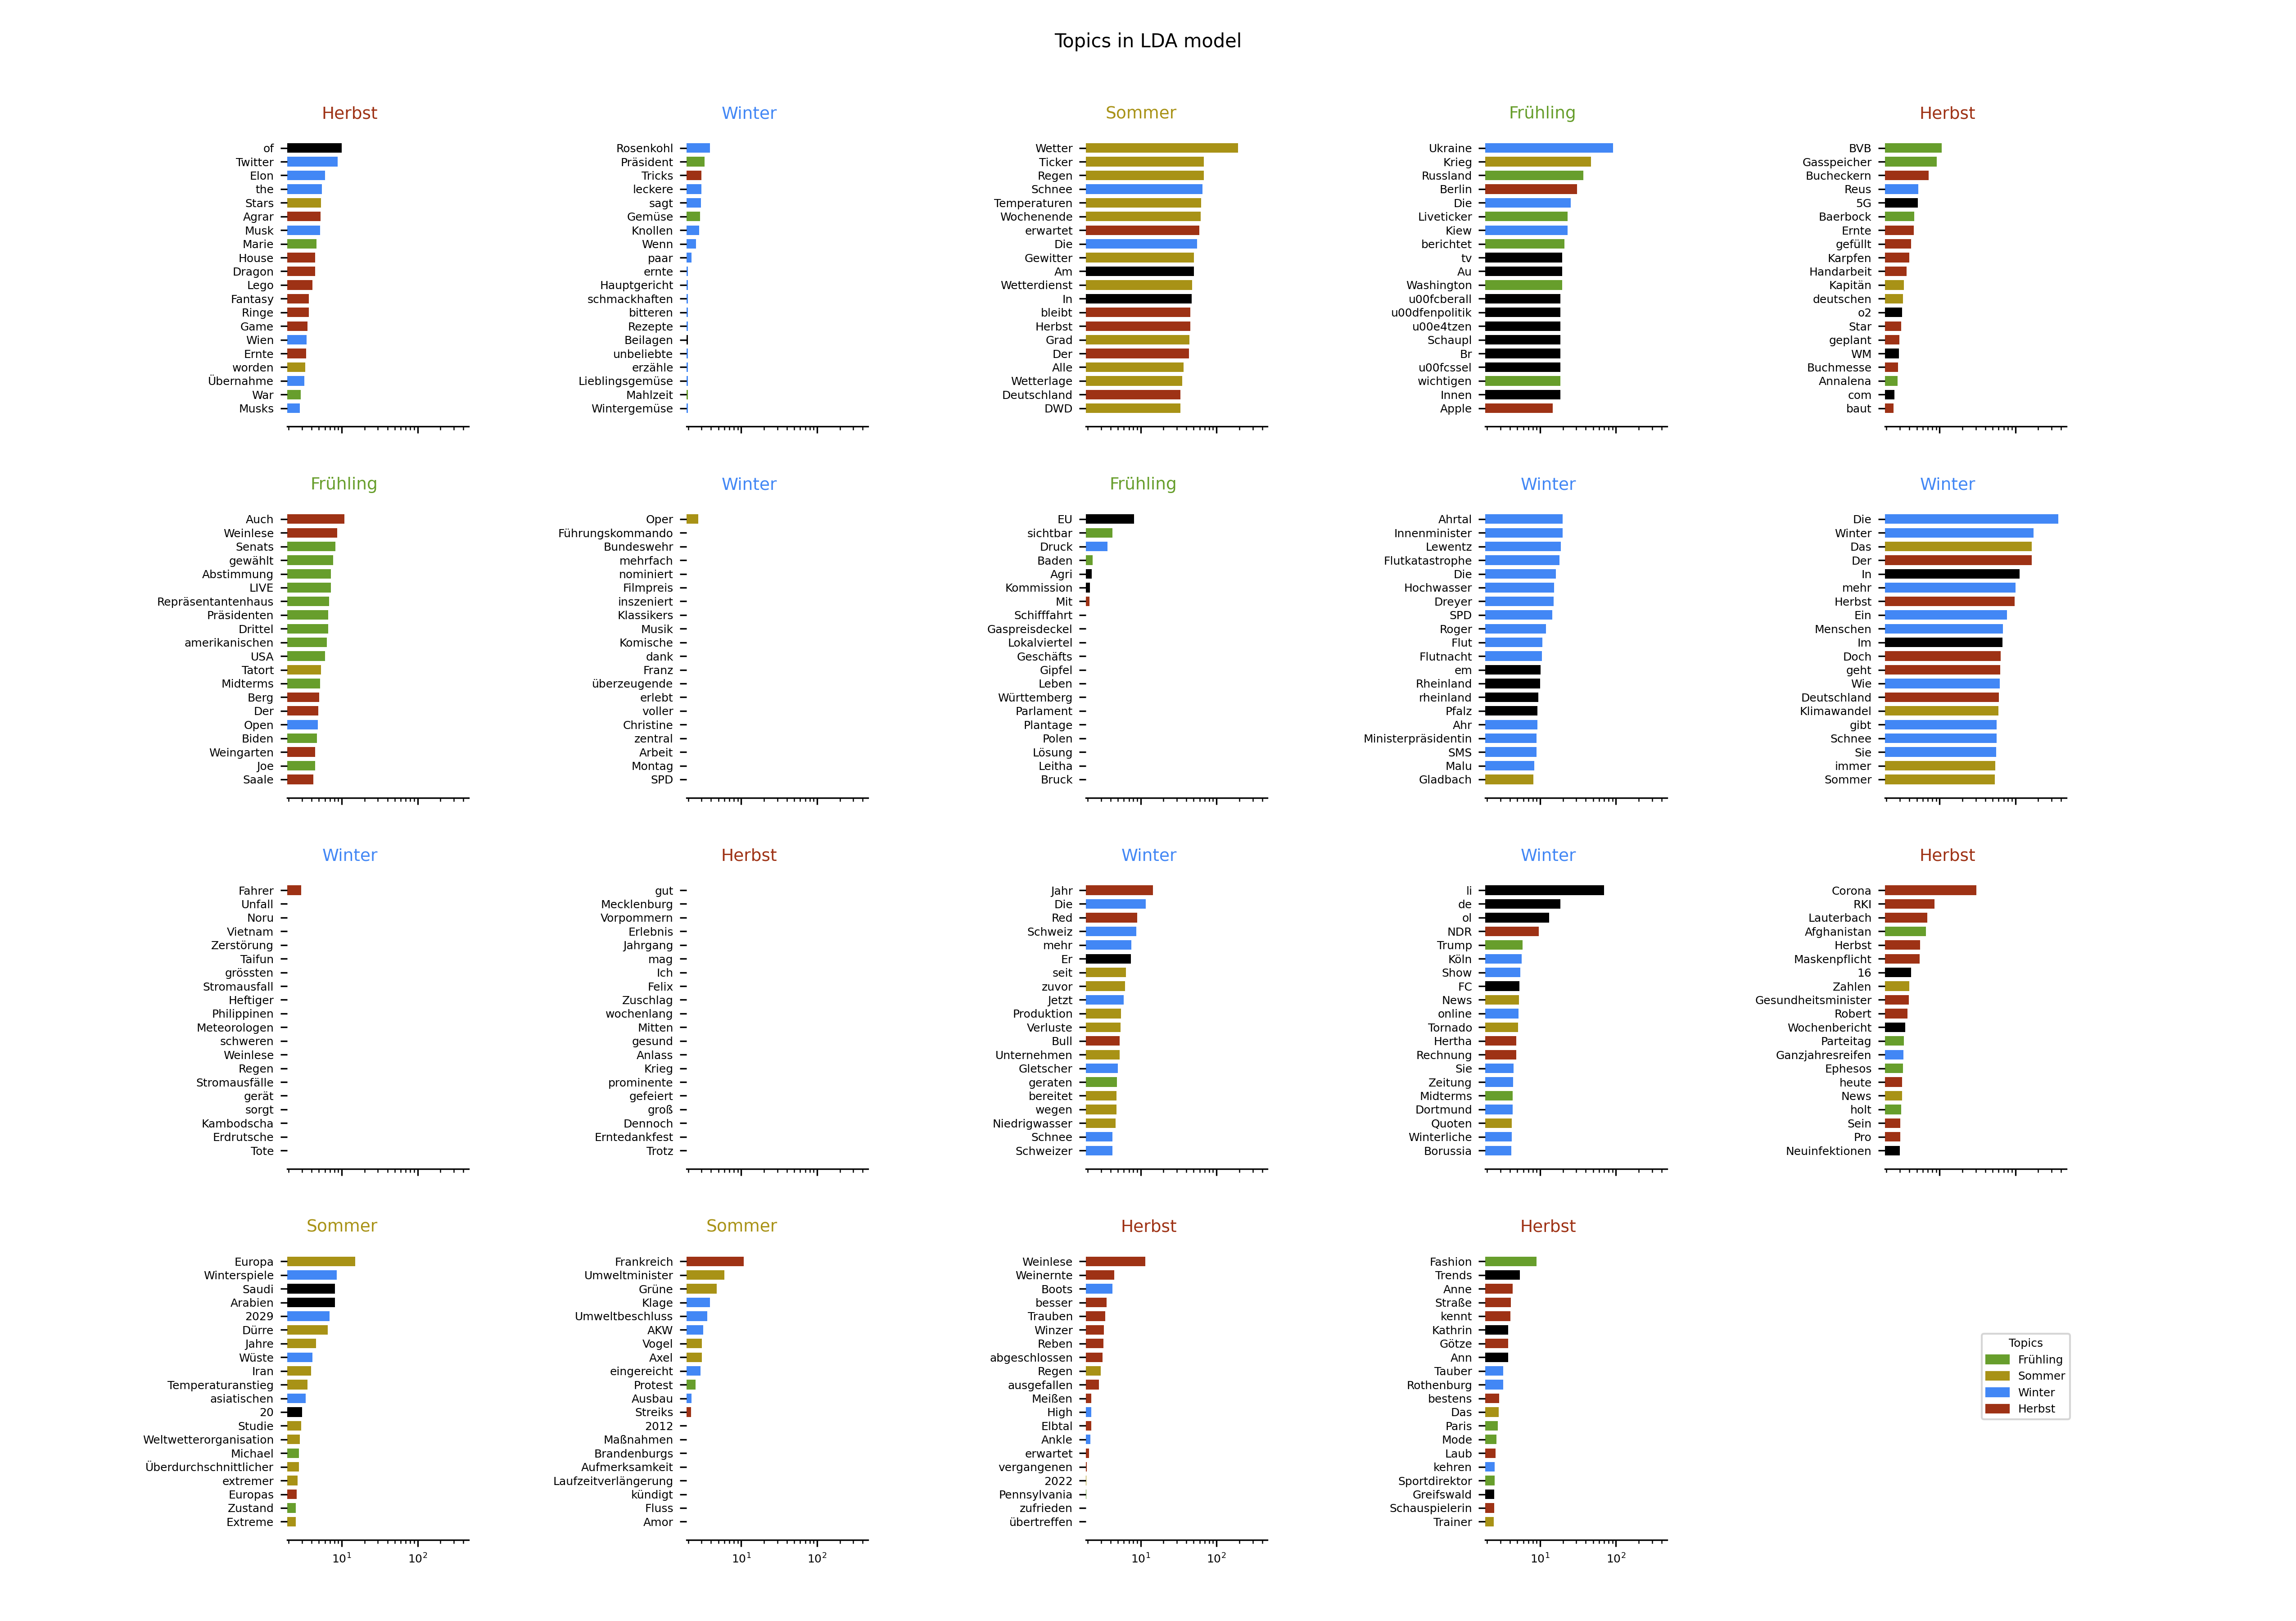 Topics in LDA model
Herbst
of
Twitter
Elon
the
Stars
Agrar
Musk
Marie
House
Dragon
Lego
Fantasy
Ringe
Game
Wien
Ernte
worden
Übernahme
War
Musks
Winter
Rosenkohl
Präsident
Tricks
leckere
sagt
Gemüse
Knollen
Wenn
paar
ernte
Hauptgericht
schmackhaften
bitteren
Rezepte
Beilagen
unbeliebte
erzähle
Lieblingsgemüse
Mahlzeit
Wintergemüse
Sommer
Wetter
Ticker
Regen
Schnee
Temperaturen
Wochenende
erwartet
Die
Gewitter
Am
Wetterdienst
In
bleibt
Herbst
Grad
Der
Alle
Wetterlage
Deutschland
DWD
Frühling
Ukraine
Krieg
Russland
Berlin
Die
Liveticker
Kiew
berichtet
tv
Au
Washington
u00fcberall
u00dfenpolitik
u00e4tzen
Schaupl
Br
u00fcssel
wichtigen
Innen
Apple
Herbst
BVB
Gasspeicher
Bucheckern
Reus
5G
Baerbock
Ernte
gefüllt
Karpfen
Handarbeit
Kapitän
deutschen
o2
Star
geplant
WM
Buchmesse
Annalena
com
baut
Frühling
Auch
Weinlese
Senats
gewählt
Abstimmung
LIVE
Repräsentantenhaus
Präsidenten
Drittel
amerikanischen
USA
Tatort
Midterms
Berg
Der
Open
Biden
Weingarten
Joe
Saale
Winter
Oper
Führungskommando
Bundeswehr
mehrfach
nominiert
Filmpreis
inszeniert
Klassikers
Musik
Komische
dank
Franz
überzeugende
erlebt
voller
Christine
zentral
Arbeit
Montag
SPD
Frühling
EU
sichtbar
Druck
Baden
Agri
Kommission
Mit
Schifffahrt
Gaspreisdeckel
Lokalviertel
Geschäfts
Gipfel
Leben
Württemberg
Parlament
Plantage
Polen
Lösung
Leitha
Bruck
Winter
Ahrtal
Innenminister
Lewentz
Flutkatastrophe
Die
Hochwasser
Dreyer
SPD
Roger
Flut
Flutnacht
em
Rheinland
rheinland
Pfalz
Ahr
Ministerpräsidentin
SMS
Malu
Gladbach
Winter
Die
Winter
Das
Der
In
mehr
Herbst
Ein
Menschen
Im
Doch
geht
Wie
Deutschland
Klimawandel
gibt
Schnee
Sie
immer
Sommer
Winter
Fahrer
Unfall
Noru
Vietnam
Zerstörung
Taifun
grössten
Stromausfall
Heftiger
Philippinen
Meteorologen
schweren
Weinlese
Regen
Stromausfälle
gerät
sorgt
Kambodscha
Erdrutsche
Tote
Herbst
gut
Mecklenburg
Vorpommern
Erlebnis
Jahrgang
mag
Ich
Felix
Zuschlag
wochenlang
Mitten
gesund
Anlass
Krieg
prominente
gefeiert
groß
Dennoch
Erntedankfest
Trotz
Winter
Jahr
Die
Red
Schweiz
mehr
Er
seit
zuvor
Jetzt
Produktion
Verluste
Bull
Unternehmen
Gletscher
geraten
bereitet
wegen
Niedrigwasser
Schnee
Schweizer
Winter
li
de
ol
NDR
Trump
Köln
Show
FC
News
online
Tornado
Hertha
Rechnung
Sie
Zeitung
Midterms
Dortmund
Quoten
Winterliche
Borussia
Herbst
Corona
RKI
Lauterbach
Afghanistan
Herbst
Maskenpflicht
16
Zahlen
Gesundheitsminister
Robert
Wochenbericht
Parteitag
Ganzjahresreifen
Ephesos
heute
News
holt
Sein
Pro
Neuinfektionen
Sommer
Europa
Winterspiele
Saudi
Arabien
2029
Dürre
Jahre
Wüste
Iran
Temperaturanstieg
asiatischen
20
Studie
Weltwetterorganisation
Michael
Überdurchschnittlicher
extremer
Europas
Zustand
Extreme
10¹ 10²
Sommer
Frankreich
Umweltminister
Grüne
Klage
Umweltbeschluss
AKW
Vogel
Axel
eingereicht
Protest
Ausbau
Streiks
2012
Maßnahmen
Brandenburgs
Aufmerksamkeit
Laufzeitverlängerung
kündigt
Fluss
Amor
10¹ 10²
Herbst
Weinlese
Weinernte
Boots
besser
Trauben
Winzer
Reben
abgeschlossen
Regen
ausgefallen
Meißen
High
Elbtal
Ankle
erwartet
vergangenen
2022
Pennsylvania
zufrieden
übertreffen
10¹ 10²
Herbst
Fashion
Trends
Anne
Straße
kennt
Kathrin
Götze
Ann
Tauber
Rothenburg
bestens
Das
Paris
Mode
Laub
kehren
Sportdirektor
Greifswald
Schauspielerin
Trainer
10¹ 10²
Topics
Frühling
Sommer
Winter
Herbst